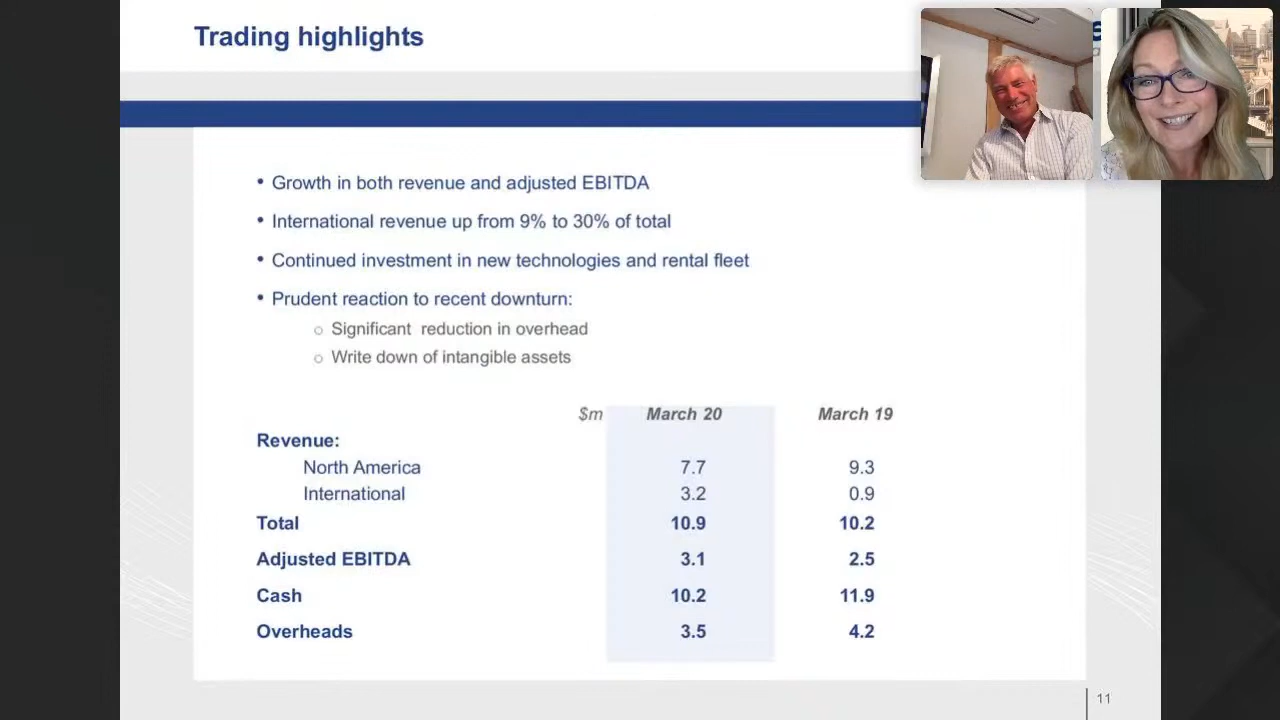 Trading highlights
• Growth in both revenue and adjusted EBITDA
• International revenue up from 9% to 30% of total
• Continued investment in new technologies and rental fleet
• Prudent reaction to recent downturn:
o Significant reduction in overhead
o Write down of intangible assets
$m March 20 March 19
Revenue:
North America 7.7 9.3
International 3.2 0.9
Total 10.9 10.2
Adjusted EBITDA 3.1 2.5
Cash 10.2 11.9
Overheads 3.5 4.2
11